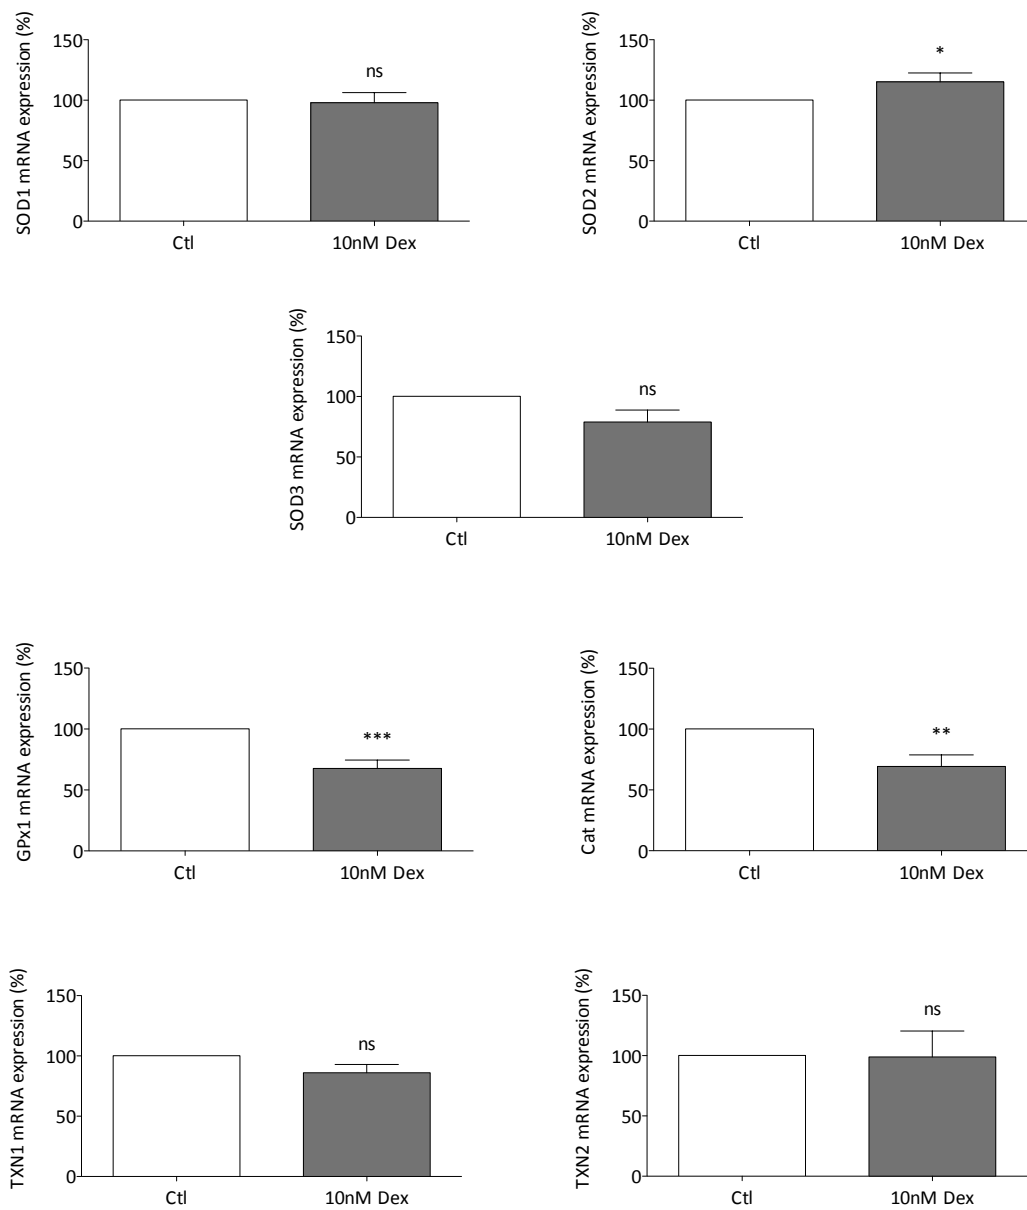 SOD1 mRNA expression (%)
150
100
50
0
ns
Ctl
10nM Dex
SOD2 mRNA expression (%)
150
100
50
0
*
Ctl
10nM Dex
SOD3 mRNA expression (%)
150
100
50
0
ns
Ctl
10nM Dex
GPx1 mRNA expression (%)
150
100
50
0
***
Ctl
10nM Dex
Cat mRNA expression (%)
150
100
50
0
**
Ctl
10nM Dex
TXN1 mRNA expression (%)
150
100
50
0
ns
Ctl
10nM Dex
TXN2 mRNA expression (%)
150
100
50
0
ns
Ctl
10nM Dex